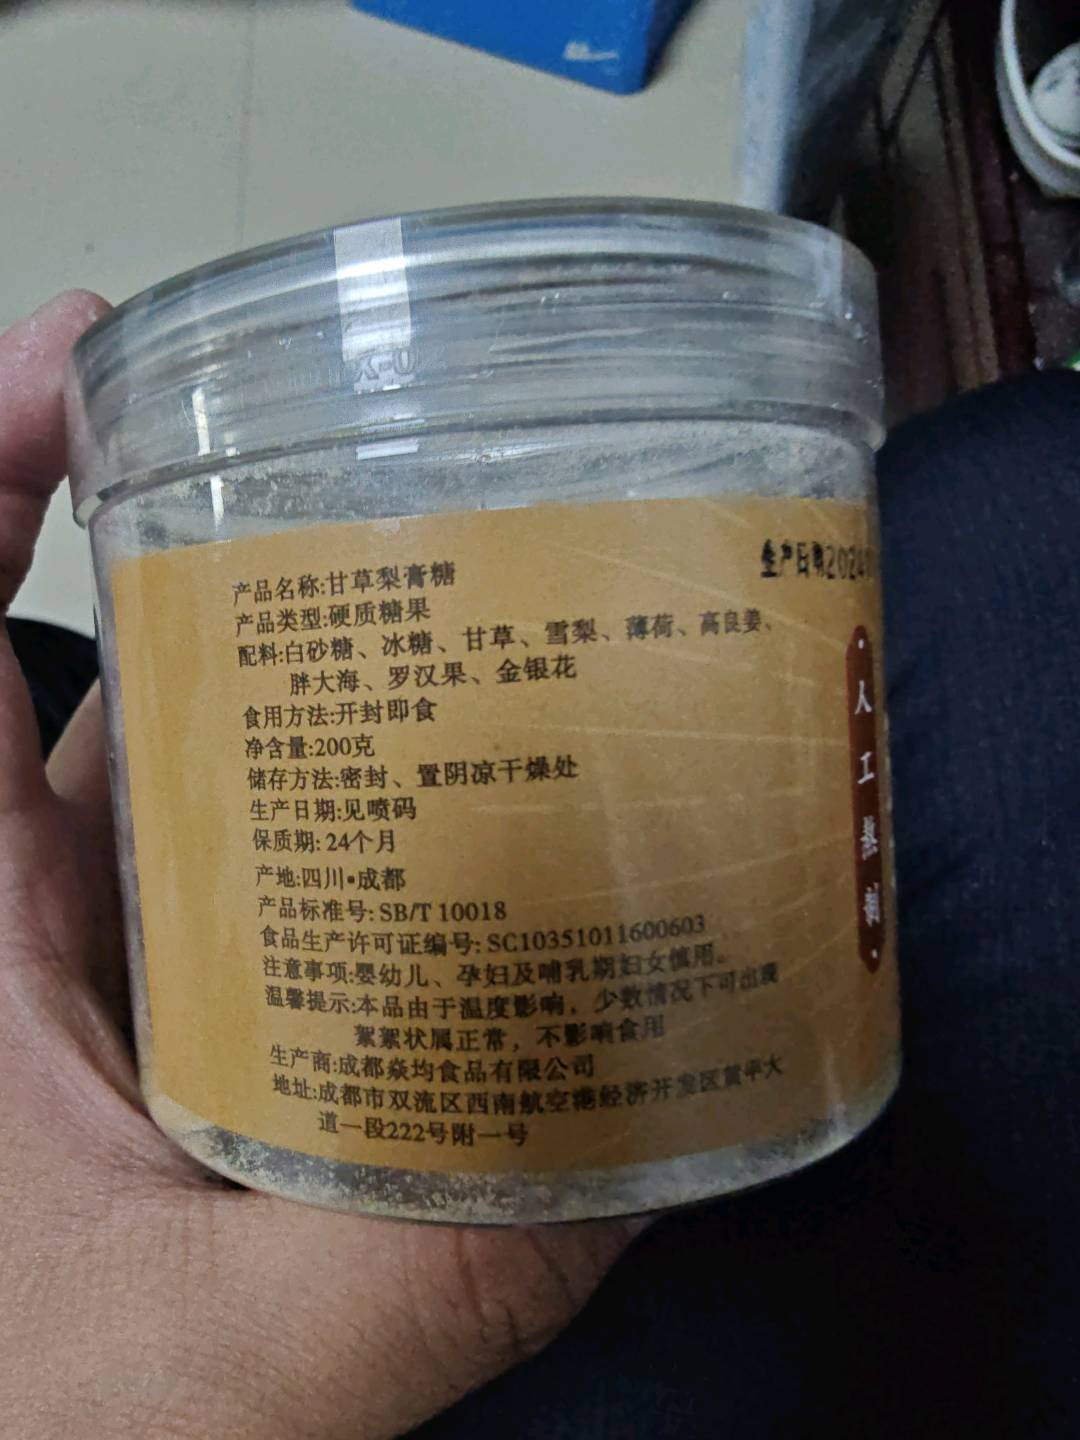 生产日期2024
产品名称:甘草梨膏糖
产品类型:硬质糖果
配料:白砂糖、冰糖、甘草、雪梨、薄荷、高良姜、
胖大海、罗汉果、金银花
食用方法:开封即食
净含量:200克
储存方法:密封、置阴凉干燥处
生产日期:见喷码
保质期:24个月
产地:四川•成都
产品标准号:SB/T 10018
食品生产许可证编号:SC10351011600603
注意事项:婴幼儿、孕妇及哺乳期妇女慎用。
温馨提示:本品由于温度影响，少数情况下可出现
絮絮状属正常，不影响食用
生产商:成都焱均食品有限公司
地址:成都市双流区西南航空港经济开发区黄甲大
道一段222号附一号
人工熬制